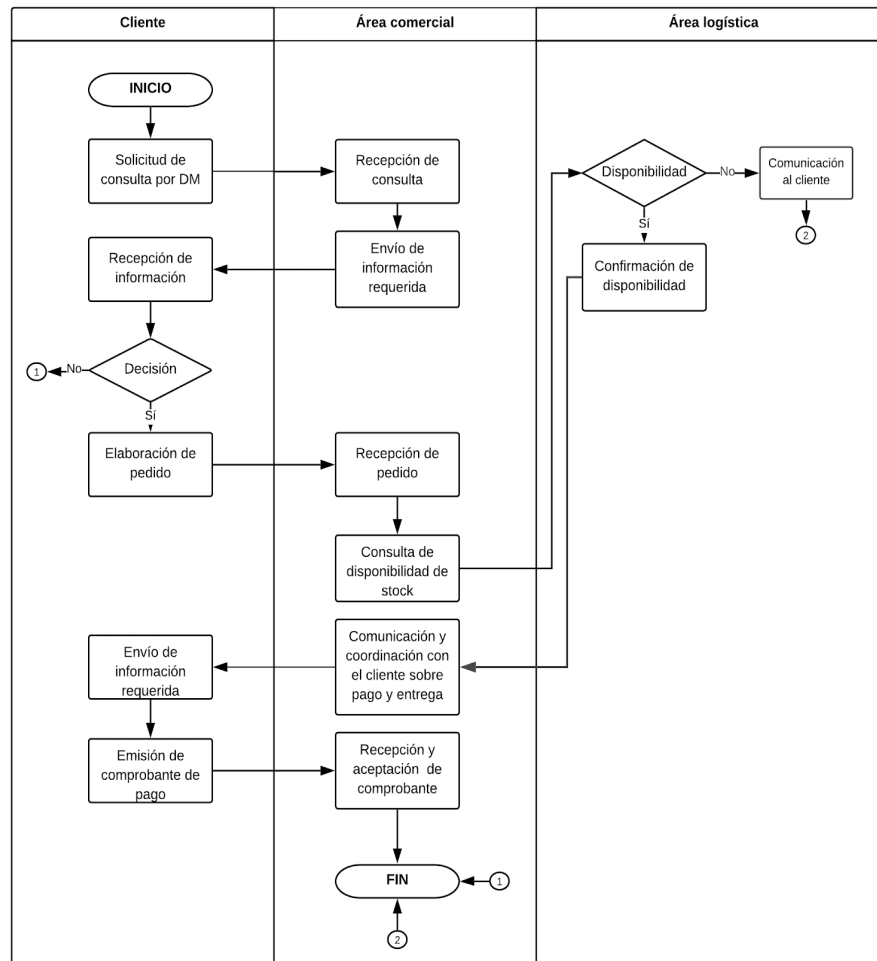 Cliente
Área comercial
Área logística
INICIO
Solicitud de
consulta por DM
Recepción de
consulta
Disponibilidad
No
Comunicación
al cliente
2
Sí
Confirmación de
disponibilidad
Recepción de
información
Envío de
información
requerida
1
No
Decisión
Sí
Elaboración de
pedido
Recepción de
pedido
Consulta de
disponibilidad de
stock
Envío de
información
requerida
Comunicación y
coordinación con
el cliente sobre
pago y entrega
Emisión de
comprobante de
pago
Recepción y
aceptación de
comprobante
FIN
1
2